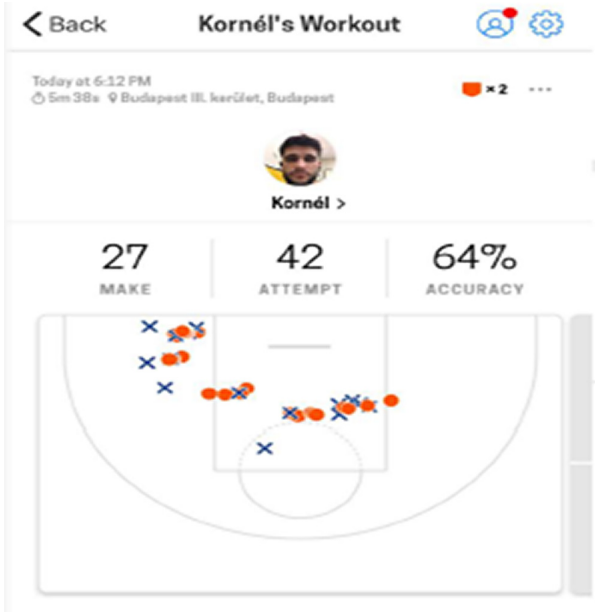 Back Kornél's Workout
Today at 6:12 PM ×2 ...
5m 38s Budapest III. kerület, Budapest
Kornél >
27 42 64%
MAKE ATTEMPT ACCURACY